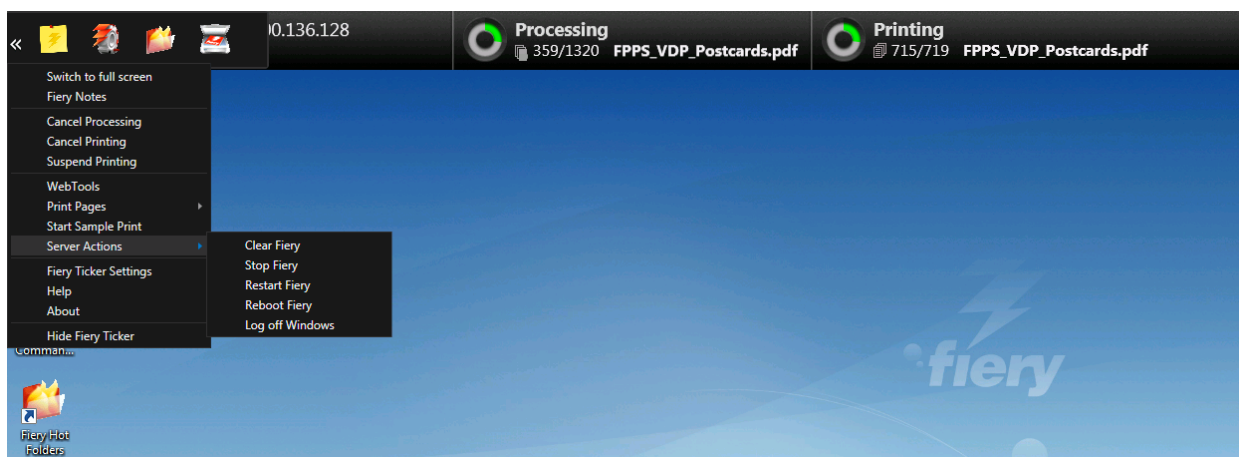 «
00.136.128
Processing
359/1320 FPPS_VDP_Postcards.pdf
Printing
715/719 FPPS_VDP_Postcards.pdf
Switch to full screen
Fiery Notes
Cancel Processing
Cancel Printing
Suspend Printing
WebTools
Print Pages
Start Sample Print
Server Actions
Clear Fiery
Stop Fiery
Restart Fiery
Reboot Fiery
Log off Windows
Fiery Ticker Settings
Help
About
Hide Fiery Ticker
Comman...
Fiery Hot
Folders
fiery